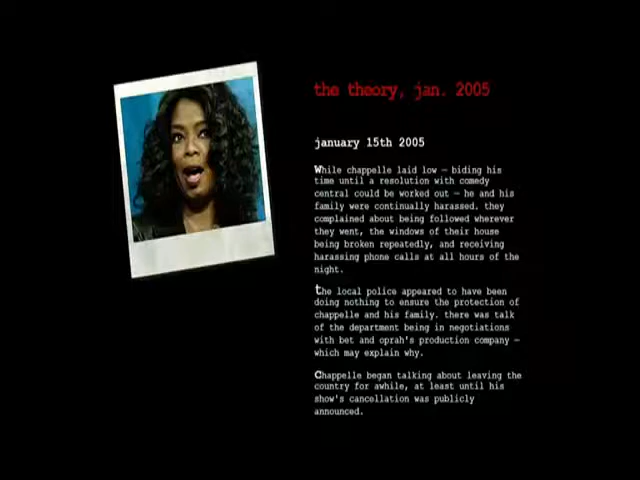 the theory, jan. 2005
january 15th 2005
While chappelle laid low – biding his
time until a resolution with comedy
central could be worked out – he and his
family were continually harassed. they
complained about being followed wherever
they went, the windows of their house
being broken repeatedly, and receiving
harassing phone calls at all hours of the
night.
the local police appeared to have been
doing nothing to ensure the protection of
chappelle and his family. there was talk
of the department being in negotiations
with bet and oprah's production company –
which may explain why.
Chappelle began talking about leaving the
country for awhile, at least until his
show's cancellation was publicly
announced.